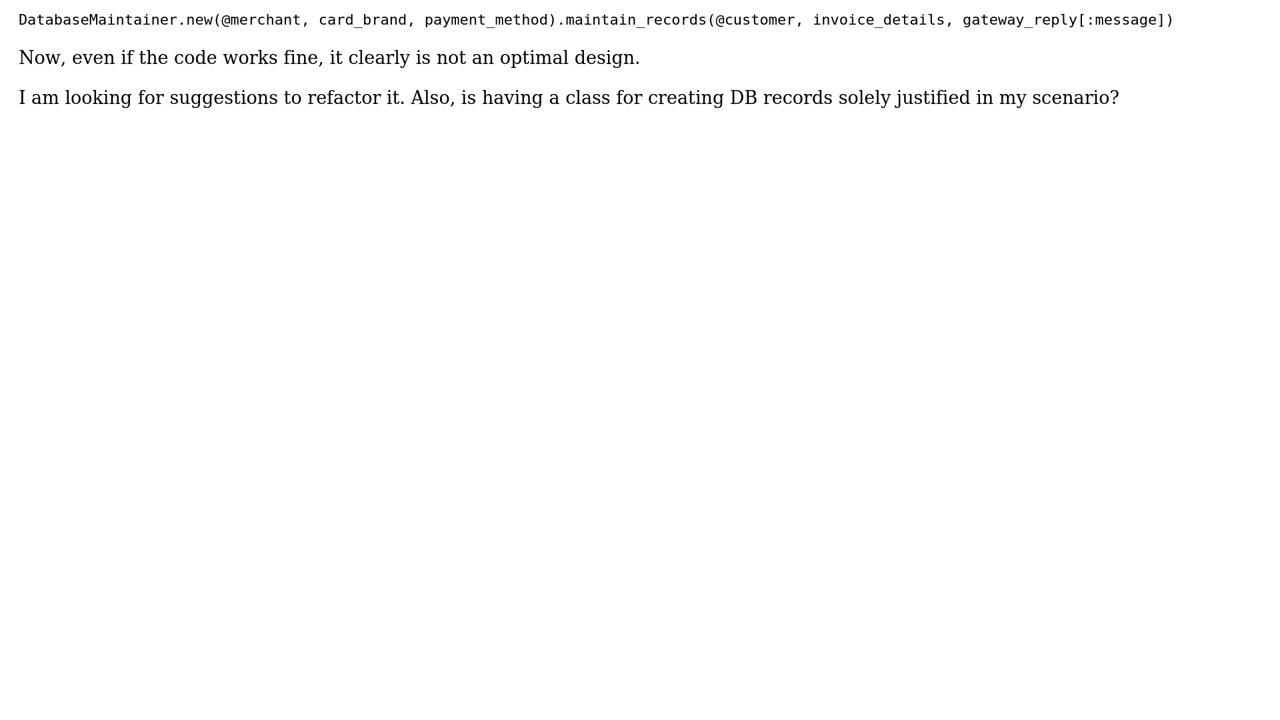 DatabaseMaintainer.new(@merchant, card_brand, payment_method).maintain_records(@customer, invoice_details, gateway_reply[:message])
Now, even if the code works fine, it clearly is not an optimal design.
I am looking for suggestions to refactor it. Also, is having a class for creating DB records solely justified in my scenario?